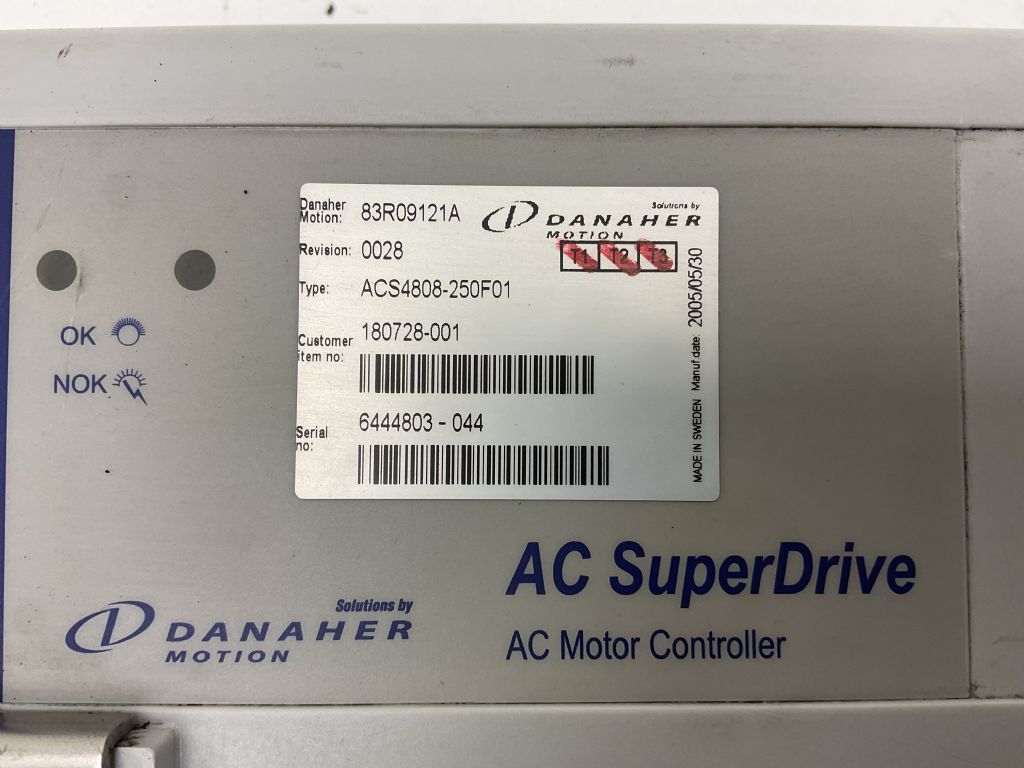 Danaher Motion: 83R09121A
Solutions by
DANAHER
MOTION
Revision: 0028
T1 T2 T3
Type: ACS4808-250F01
Customer item no: 180728-001
Serial no: 6444803 - 044
MADE IN SWEDEN Manuf date: 2005/05/30
OK
NOK
AC SuperDrive
AC Motor Controller
Solutions by
DANAHER
MOTION